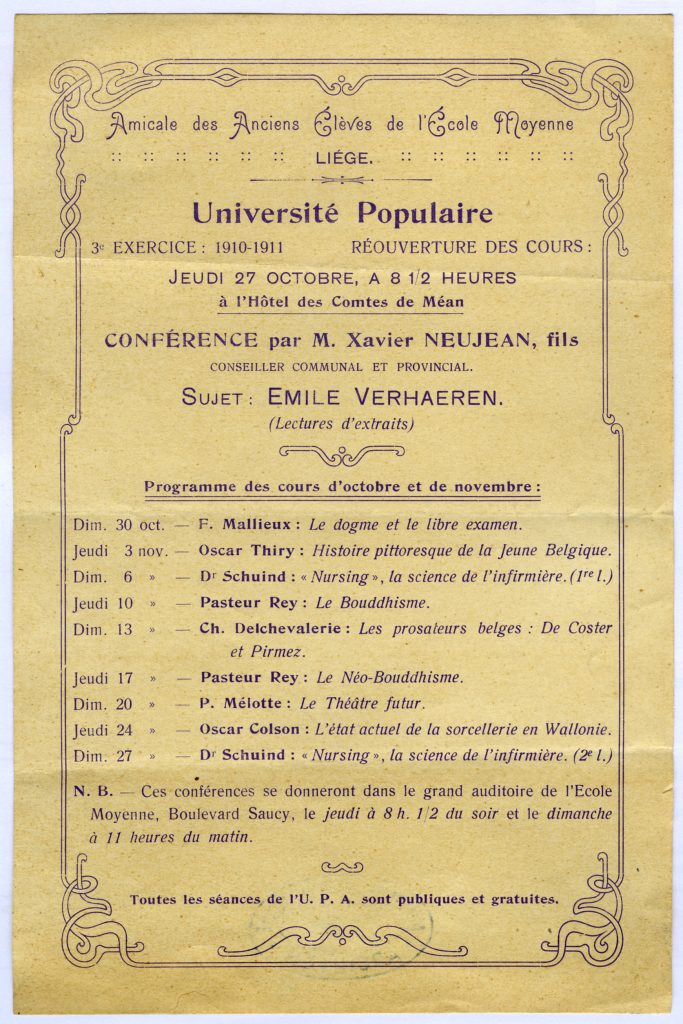 Amicale des Anciens Élèves de l'École Moyenne
LIÉGE.
Université Populaire
3e EXERCICE : 1910-1911 RÉOUVERTURE DES COURS :
JEUDI 27 OCTOBRE, A 8 1/2 HEURES
à l'Hôtel des Comtes de Méan
CONFÉRENCE par M. Xavier NEUJEAN, fils
CONSEILLER COMMUNAL ET PROVINCIAL.
SUJET : EMILE VERHAEREN.
(Lectures d'extraits)
Programme des cours d'octobre et de novembre :
Dim. 30 oct. — F. Mallieux : Le dogme et le libre examen.
Jeudi 3 nov. — Oscar Thiry : Histoire pittoresque de la Jeune Belgique.
Dim. 6 » — Dr Schuind : « Nursing », la science de l'infirmière. (1re l.)
Jeudi 10 » — Pasteur Rey : Le Bouddhisme.
Dim. 13 » — Ch. Delchevalerie : Les prosateurs belges : De Coster
et Pirmez.
Jeudi 17 » — Pasteur Rey : Le Néo-Bouddhisme.
Dim. 20 » — P. Mélotte : Le Théâtre futur.
Jeudi 24 » — Oscar Colson : L'état actuel de la sorcellerie en Wallonie.
Dim. 27 » — Dr Schuind : « Nursing », la science de l'infirmière. (2e l.)
N. B. — Ces conférences se donneront dans le grand auditoire de l'Ecole
Moyenne, Boulevard Saucy, le jeudi à 8 h. 1/2 du soir et le dimanche
à 11 heures du matin.
Toutes les séances de l'U. P. A. sont publiques et gratuites.